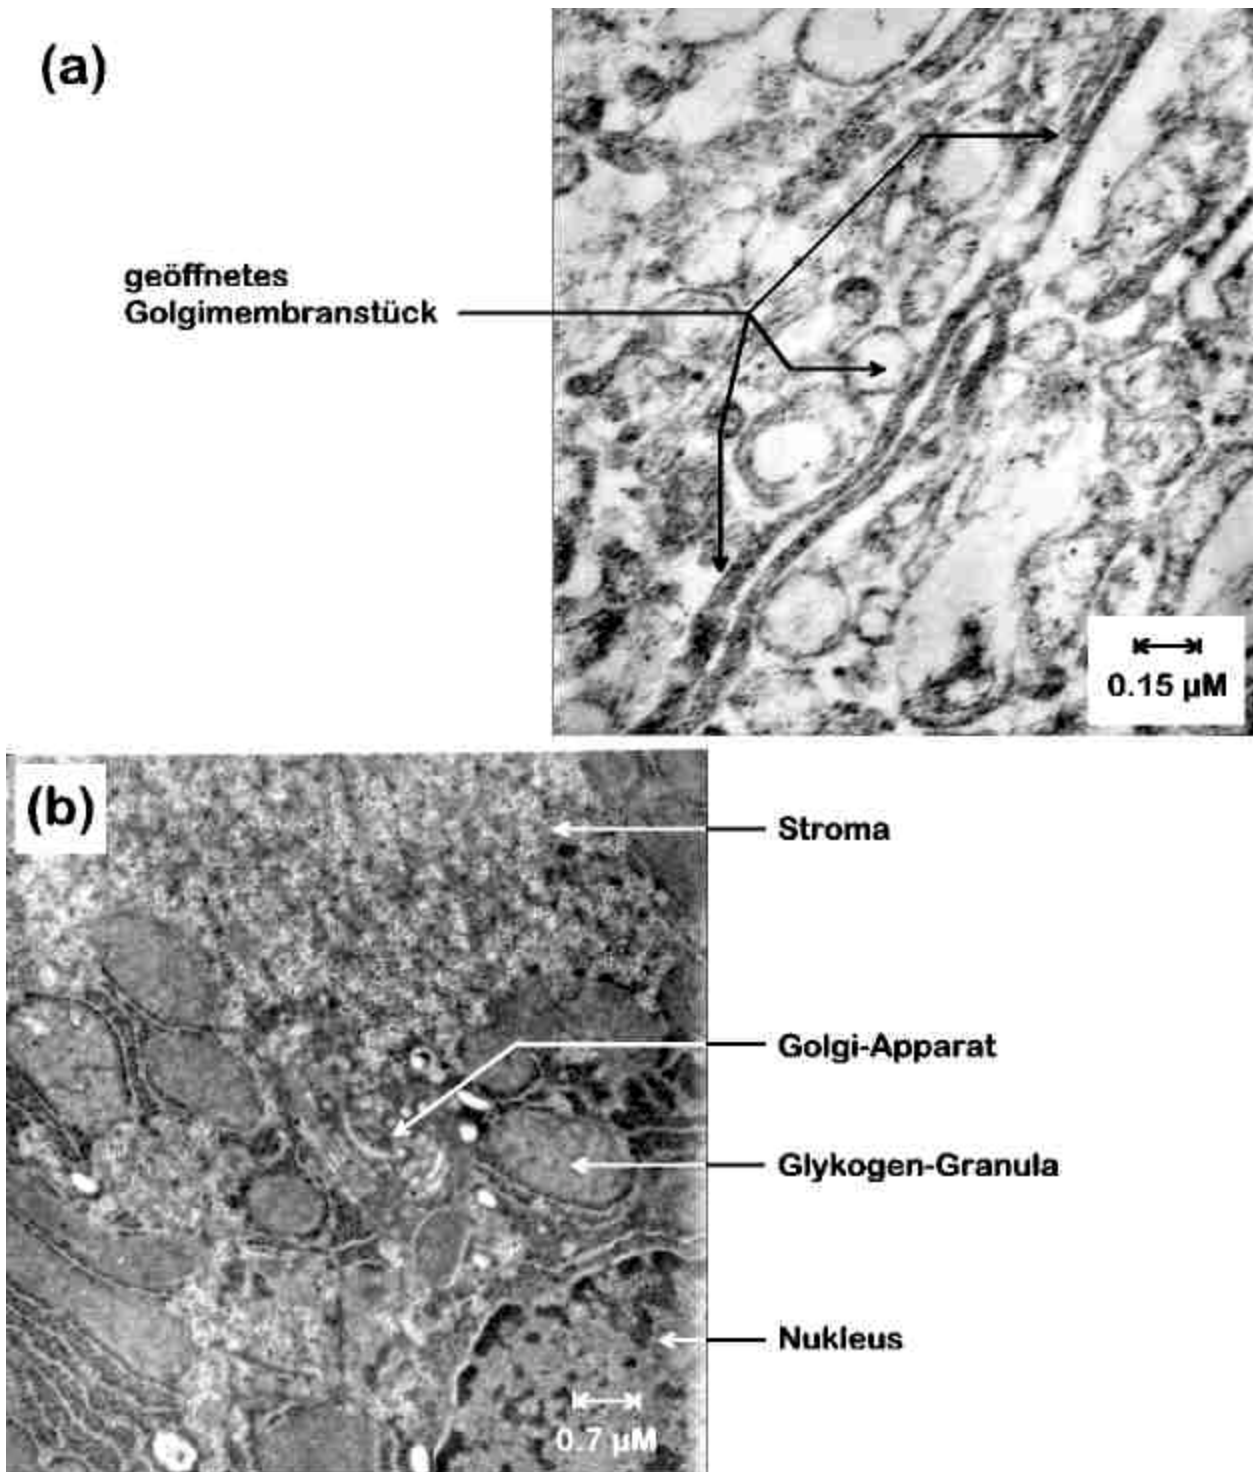 (a)
geöffnetes
Golgimembranstück
0.15 µM
(b)
Stroma
Golgi-Apparat
Glykogen-Granula
Nukleus
0.7 µM